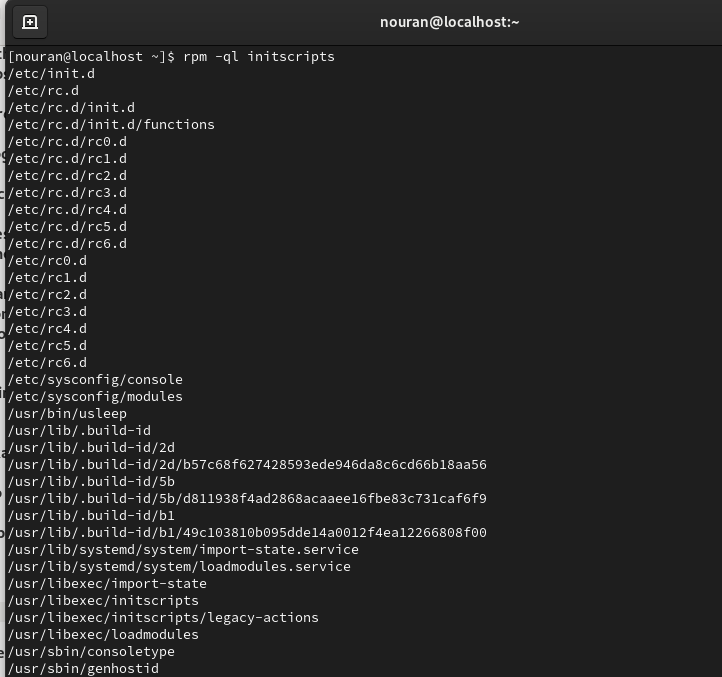 nouran@localhost:~
[nouran@localhost ~]$ rpm -ql initscripts
/etc/init.d
/etc/rc.d
/etc/rc.d/init.d
/etc/rc.d/init.d/functions
/etc/rc.d/rc0.d
/etc/rc.d/rc1.d
/etc/rc.d/rc2.d
/etc/rc.d/rc3.d
/etc/rc.d/rc4.d
/etc/rc.d/rc5.d
/etc/rc.d/rc6.d
/etc/rc0.d
/etc/rc1.d
/etc/rc2.d
/etc/rc3.d
/etc/rc4.d
/etc/rc5.d
/etc/rc6.d
/etc/sysconfig/console
/etc/sysconfig/modules
/usr/bin/usleep
/usr/lib/.build-id
/usr/lib/.build-id/2d
/usr/lib/.build-id/2d/b57c68f627428593ede946da8c6cd66b18aa56
/usr/lib/.build-id/5b
/usr/lib/.build-id/5b/d811938f4ad2868acaaee16fbe83c731caf6f9
/usr/lib/.build-id/b1
/usr/lib/.build-id/b1/49c103810b095dde14a0012f4ea12266808f00
/usr/lib/systemd/system/import-state.service
/usr/lib/systemd/system/loadmodules.service
/usr/libexec/import-state
/usr/libexec/initscripts
/usr/libexec/initscripts/legacy-actions
/usr/libexec/loadmodules
/usr/sbin/consoletype
/usr/sbin/genhostid